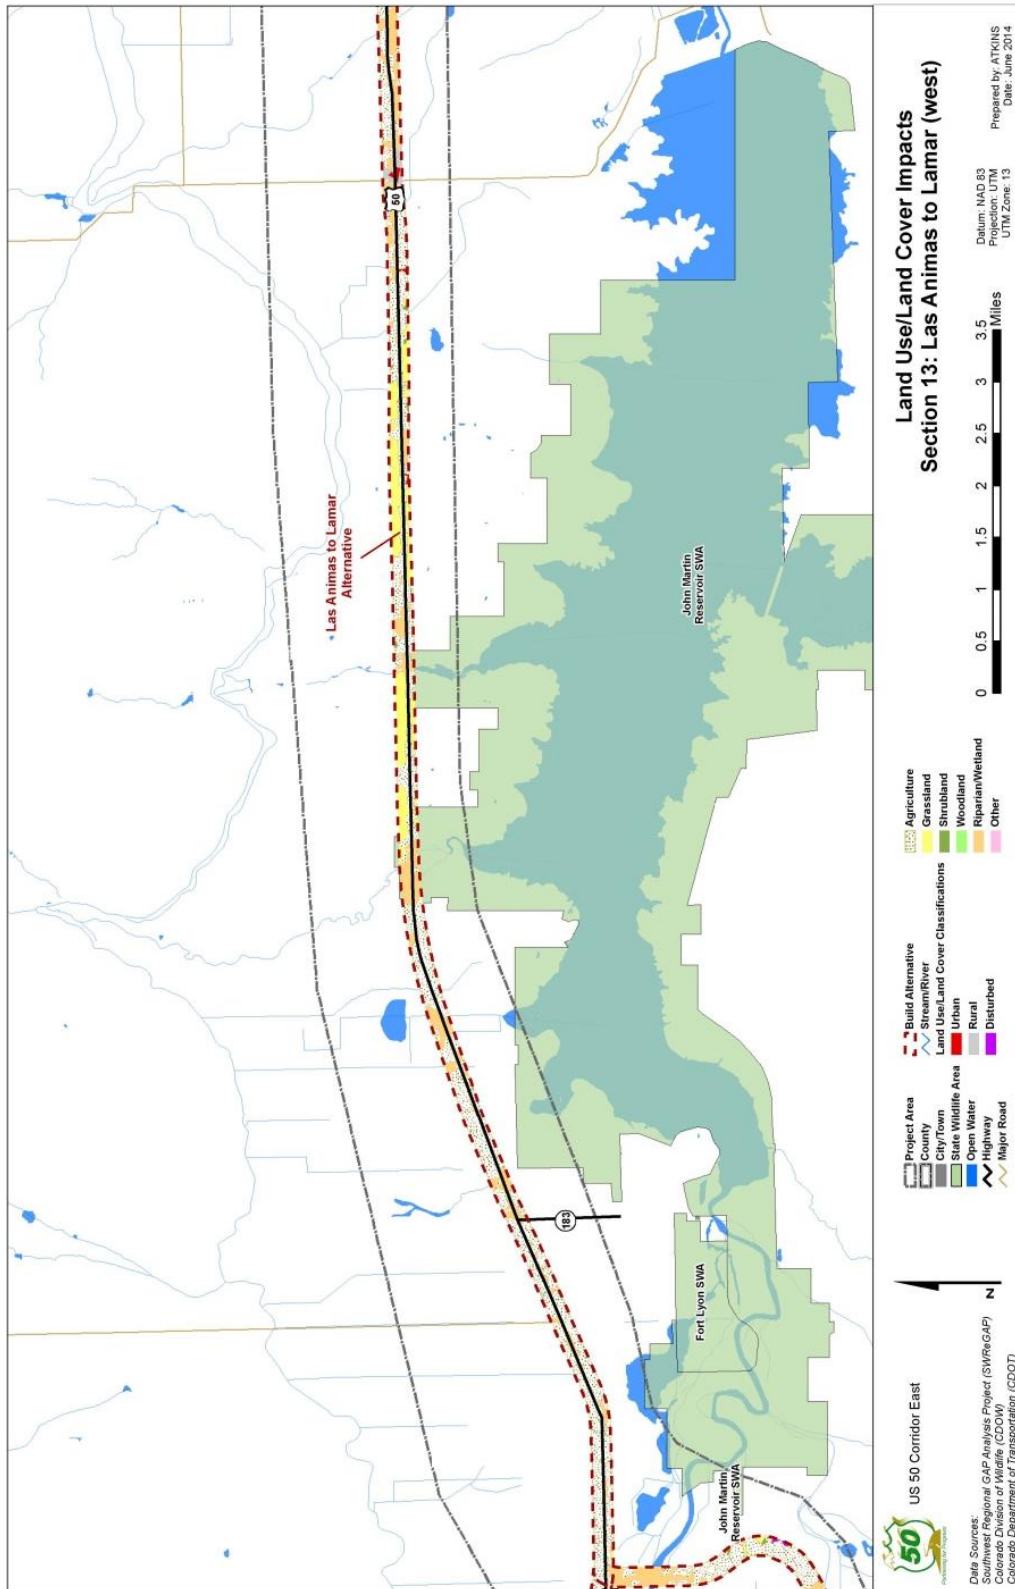 Las Animas to Lamar
Alternative
50
183
John Martin
Reservoir SWA
Fort Lyon SWA
John Martin
Reservoir SWA
50
US 50 Corridor East
Data Sources:
Southwest Regional GAP Analysis Project (SWReGAP)
Colorado Division of Wildlife (CDOW)
Colorado Department of Transportation (CDOT)
N
Project Area
County
City/Town
State Wildlife Area
Open Water
Highway
Major Road
Build Alternative
Stream/River
Land Use/Land Cover Classifications
Urban
Rural
Disturbed
Agriculture
Grassland
Shrubland
Woodland
Riparian/Wetland
Other
Land Use/Land Cover Impacts
Section 13: Las Animas to Lamar (west)
0 0.5 1 1.5 2 2.5 3 3.5
Miles
Datum: NAD 83
Projection: UTM
UTM Zone: 13
Prepared by: ATKINS
Date: June 2014